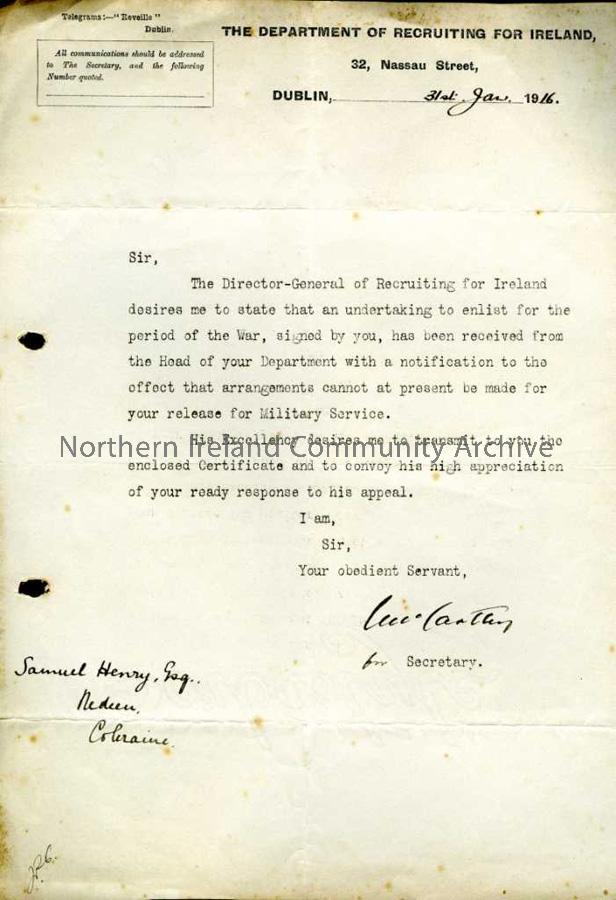 Telegrams:—"Reveille"
Dublin.
All communications should be addressed
to The Secretary, and the following
Number quoted.
THE DEPARTMENT OF RECRUITING FOR IRELAND,
32, Nassau Street,
DUBLIN, 31st. Jan. 1916.
Sir,
The Director-General of Recruiting for Ireland
desires me to state that an undertaking to enlist for the
period of the War, signed by you, has been received from
the Head of your Department with a notification to the
effect that arrangements cannot at present be made for
your release for Military Service.
His Excellency desires me to transmit to you the
Northern Ireland Community Archive
enclosed Certificate and to convey his high appreciation
of your ready response to his appeal.
I am,
Sir,
Your obedient Servant,
McCarthy
for Secretary.
Samuel Henry, Esq.,
Coleraine.